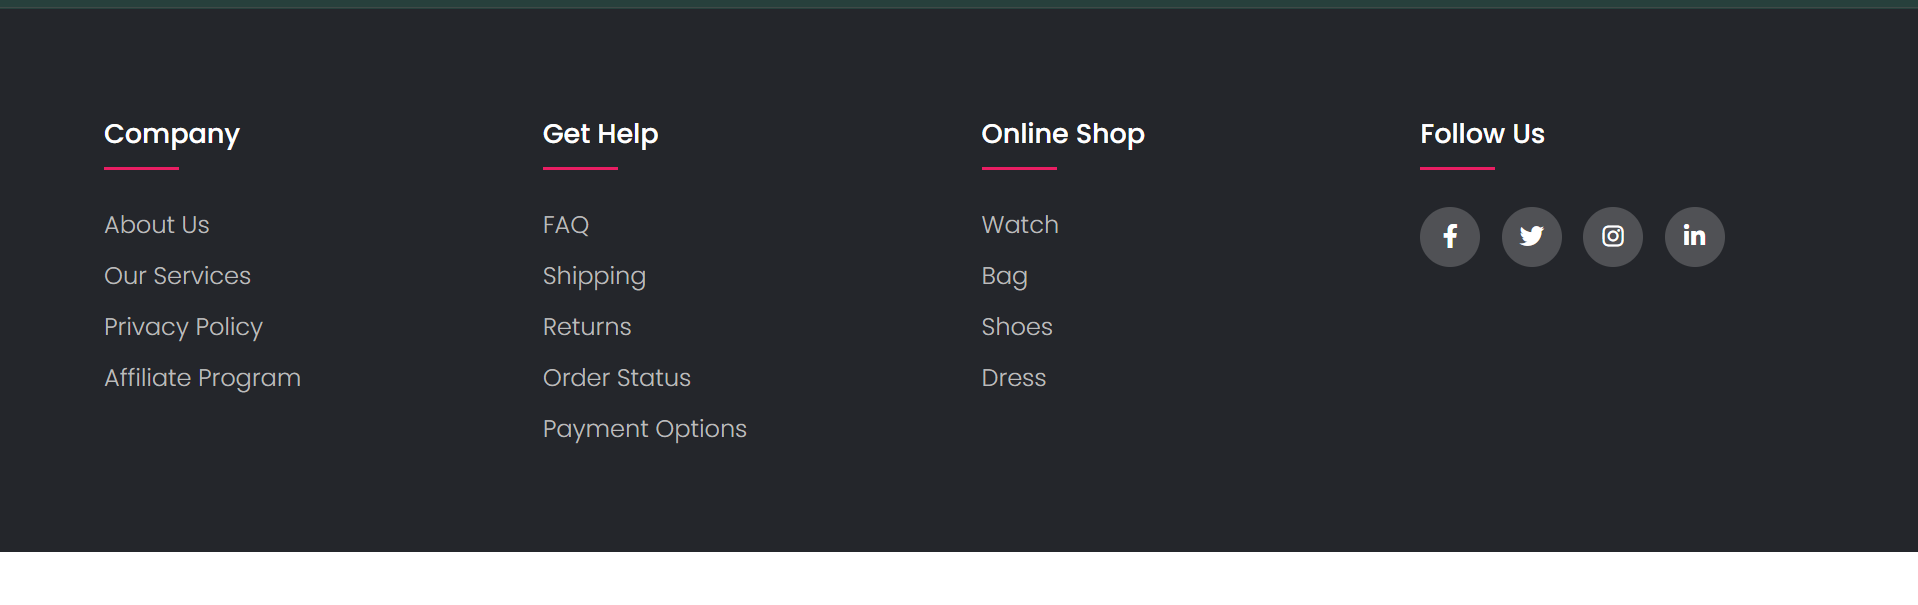 Company
About Us
Our Services
Privacy Policy
Affiliate Program
Get Help
FAQ
Shipping
Returns
Order Status
Payment Options
Online Shop
Watch
Bag
Shoes
Dress
Follow Us